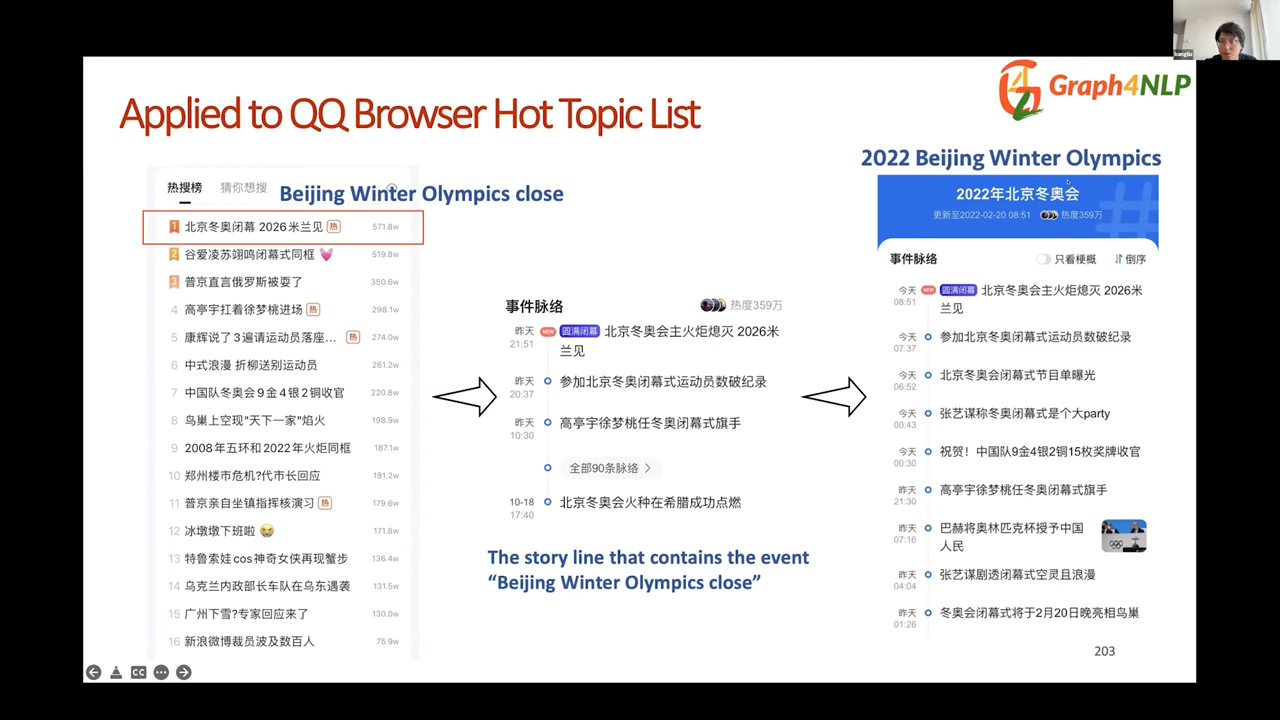 bangliu
Graph4NLP
Applied to QQ Browser Hot Topic List
2022 Beijing Winter Olympics
热搜榜 猜你想搜
Beijing Winter Olympics close
1 北京冬奥闭幕 2026米兰见 热 571.8w
2 谷爱凌苏翊鸣闭幕式同框 519.8w
3 普京直言俄罗斯被耍了 350.6w
4 高亭宇扛着徐梦桃进场 热 298.1w
5 康辉说了3遍请运动员落座... 热 274.0w
6 中式浪漫 折柳送别运动员 261.2w
7 中国队冬奥会9金4银2铜收官 220.8w
8 鸟巢上空现"天下一家"焰火 198.9w
9 2008年五环和2022年火炬同框 187.1w
10 郑州楼市危机?代市长回应 181.2w
11 普京亲自坐镇指挥核演习 热 179.6w
12 冰墩墩下班啦 171.8w
13 特鲁索娃cos神奇女侠再现蟹步 136.4w
14 乌克兰内政部长车队在乌东遇袭 131.5w
15 广州下雪?专家回应来了 130.0w
16 新浪微博裁员波及数百人 75.9w
事件脉络 热度359万
昨天 NEW 圆满闭幕 北京冬奥会主火炬熄灭 2026米
21:51 兰见
昨天 参加北京冬奥闭幕式运动员数破纪录
20:37
昨天 高亭宇徐梦桃任冬奥闭幕式旗手
10:30
全部90条脉络 >
10-18 北京冬奥会火种在希腊成功点燃
17:40
The story line that contains the event
“Beijing Winter Olympics close”
2022年北京冬奥会
更新至2022-02-20 08:51 热度359万
事件脉络 只看梗概 倒序
今天 NEW 圆满闭幕 北京冬奥会主火炬熄灭 2026米
08:51 兰见
今天 参加北京冬奥闭幕式运动员数破纪录
07:37
今天 北京冬奥会闭幕式节目单曝光
06:52
今天 张艺谋称冬奥闭幕式是个大party
00:43
今天 祝贺！中国队9金4银2铜15枚奖牌收官
00:30
昨天 高亭宇徐梦桃任冬奥闭幕式旗手
21:30
昨天 巴赫将奥林匹克杯授予中国
07:16 人民
昨天 张艺谋剧透闭幕式空灵且浪漫
04:04
昨天 冬奥会闭幕式将于2月20日晚亮相鸟巢
01:26
203
CC